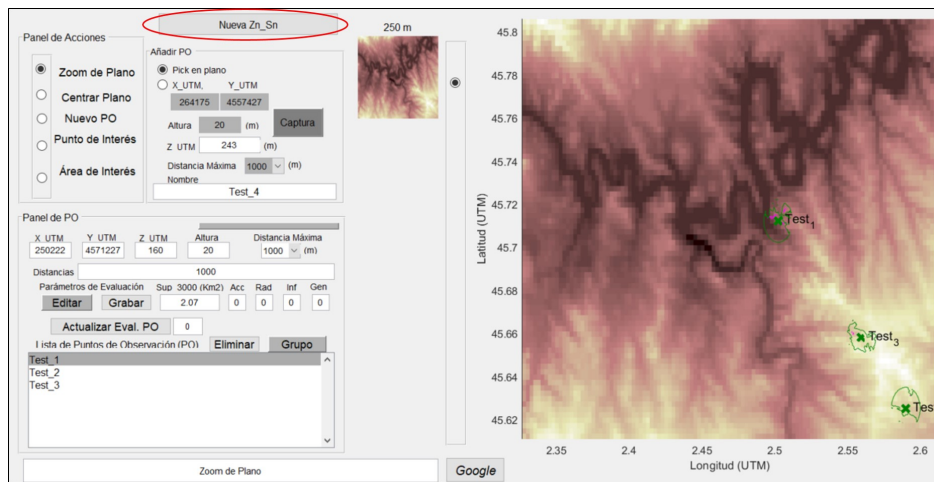 Nueva Zn_Sn
Panel de Acciones
Zoom de Plano
Centrar Plano
Nuevo PO
Punto de Interés
Área de Interés
Añadir PO
Pick en plano
X_UTM, Y_UTM
264175 4557427
Altura 20 (m) Captura
Z UTM 243 (m)
Distancia Máxima 1000 (m)
Nombre
Test_4
250 m
Panel de PO
X UTM Y UTM Z UTM Altura Distancia Máxima
250222 4571227 160 20 1000 (m)
Distancias 1000
Parámetros de Evaluación Sup 3000 (Km2) Acc Rad Inf Gen
Editar Grabar 2.07 0 0 0 0
Actualizar Eval. PO 0
Lista de Puntos de Observación (PO) Eliminar Grupo
Test_1
Test_2
Test_3
Zoom de Plano
Google
Latitud (UTM)
45.8
45.78
45.76
45.74
45.72
45.7
45.68
45.66
45.64
45.62
Test1
Test3
Tes
2.35 2.4 2.45 2.5 2.55 2.6
Longitud (UTM)